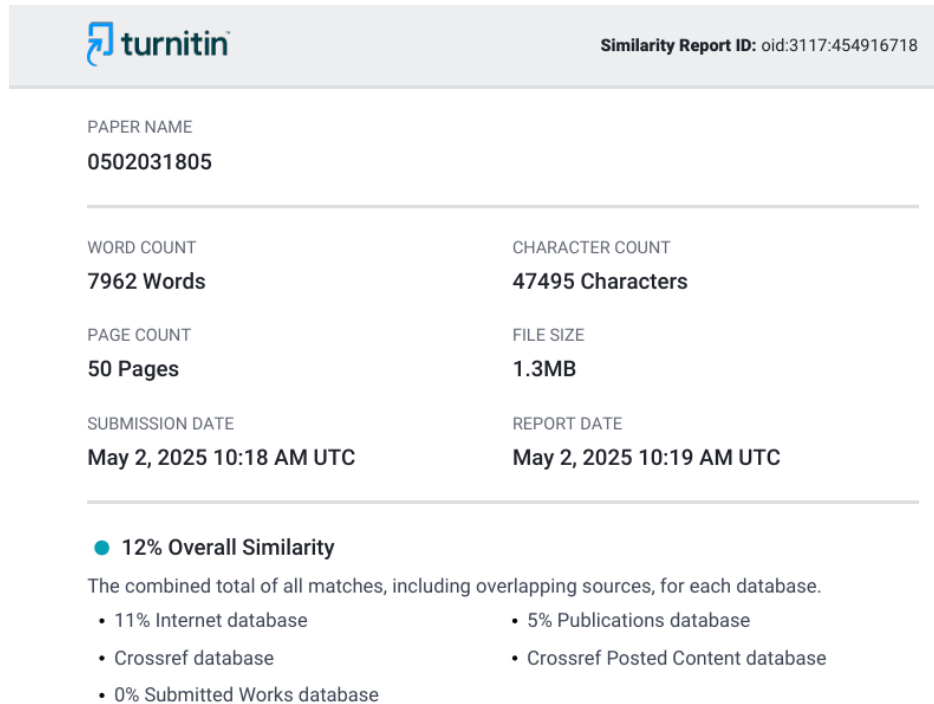 turnitin™
Similarity Report ID: oid:3117:454916718
PAPER NAME
0502031805
WORD COUNT
7962 Words
CHARACTER COUNT
47495 Characters
PAGE COUNT
50 Pages
FILE SIZE
1.3MB
SUBMISSION DATE
May 2, 2025 10:18 AM UTC
REPORT DATE
May 2, 2025 10:19 AM UTC
12% Overall Similarity
The combined total of all matches, including overlapping sources, for each database.
• 11% Internet database
• 5% Publications database
• Crossref database
• Crossref Posted Content database
• 0% Submitted Works database